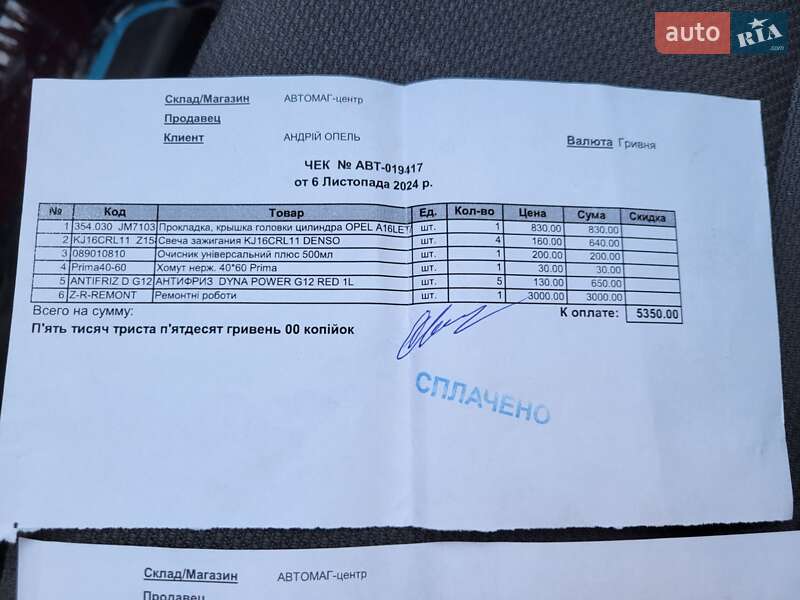 auto RIA .com
Склад/Магазин АВТОМАГ-центр
Продавец
Клиент АНДРІЙ ОПЕЛЬ
Валюта Гривня
ЧЕК № АВТ-019417
от 6 Листопада 2024 р.
№ Код Товар Ед. Кол-во Цена Сума Скидка
1 354.030 JM7103 Прокладка, крышка головки цилиндра OPEL A16LET шт. 1 830.00 830.00
2 KJ16CRL11 Z15 Свеча зажигания KJ16CRL11 DENSO шт. 4 160.00 640.00
3 089010810 Очисник універсальний плюс 500мл шт. 1 200.00 200.00
4 Prima40-60 Хомут нерж. 40*60 Prima шт. 1 30.00 30.00
5 ANTIFRIZ D G12 АНТИФРИЗ DYNA POWER G12 RED 1L шт. 5 130.00 650.00
6 Z-R-REMONT Ремонтні роботи шт. 1 3000.00 3000.00
Всего на сумму: К оплате: 5350.00
П'ять тисяч триста п'ятдесят гривень 00 копійок
СПЛАЧЕНО
Склад/Магазин АВТОМАГ-центр
Продавец